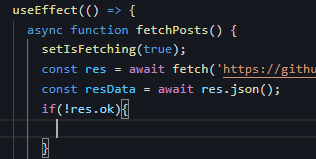 useEffect(() => {
async function fetchPosts() {
setIsFetching(true);
const res = await fetch('https://githu
const resData = await res.json();
if(!res.ok){
}